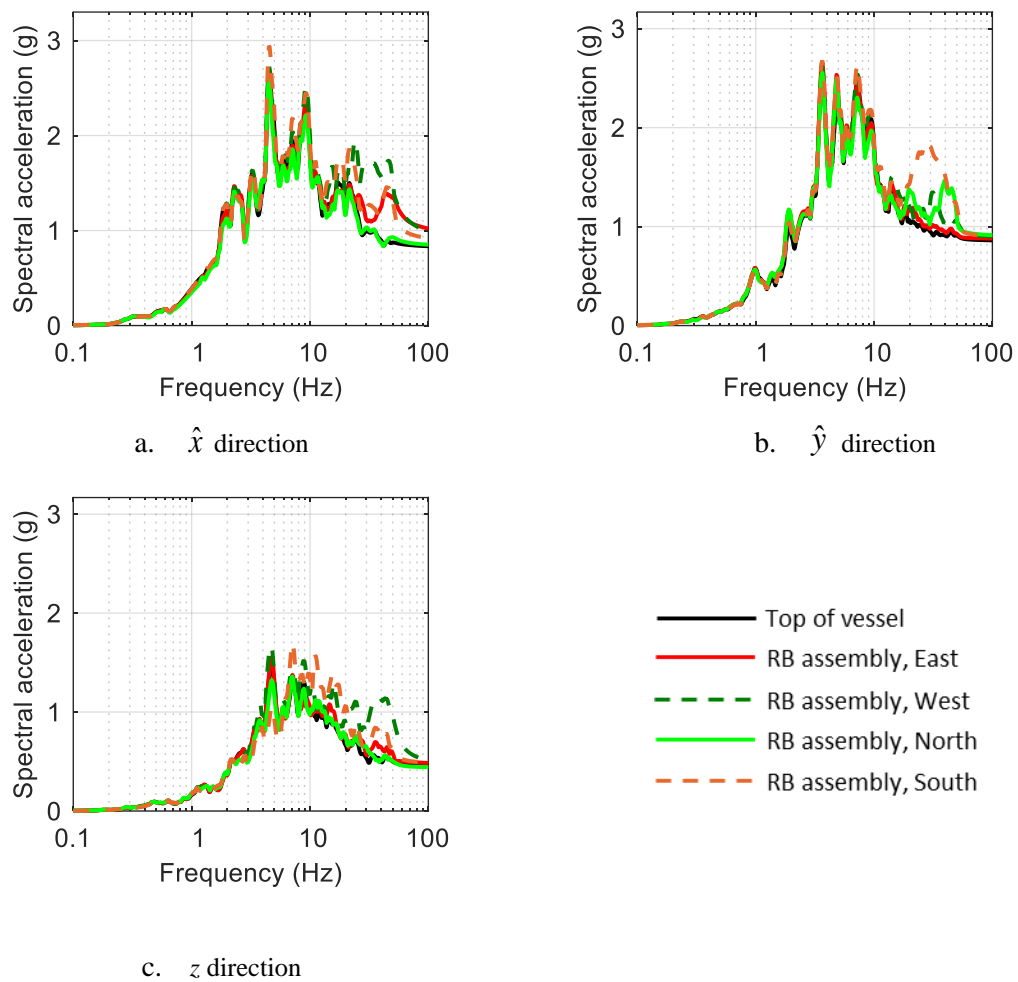 Spectral acceleration (g)
3
2
1
0
0.1 1 10 100
Frequency (Hz)
a. x̂ direction
Spectral acceleration (g)
3
2
1
0
0.1 1 10 100
Frequency (Hz)
b. ŷ direction
Spectral acceleration (g)
3
2
1
0
0.1 1 10 100
Frequency (Hz)
c. z direction
Top of vessel
RB assembly, East
RB assembly, West
RB assembly, North
RB assembly, South